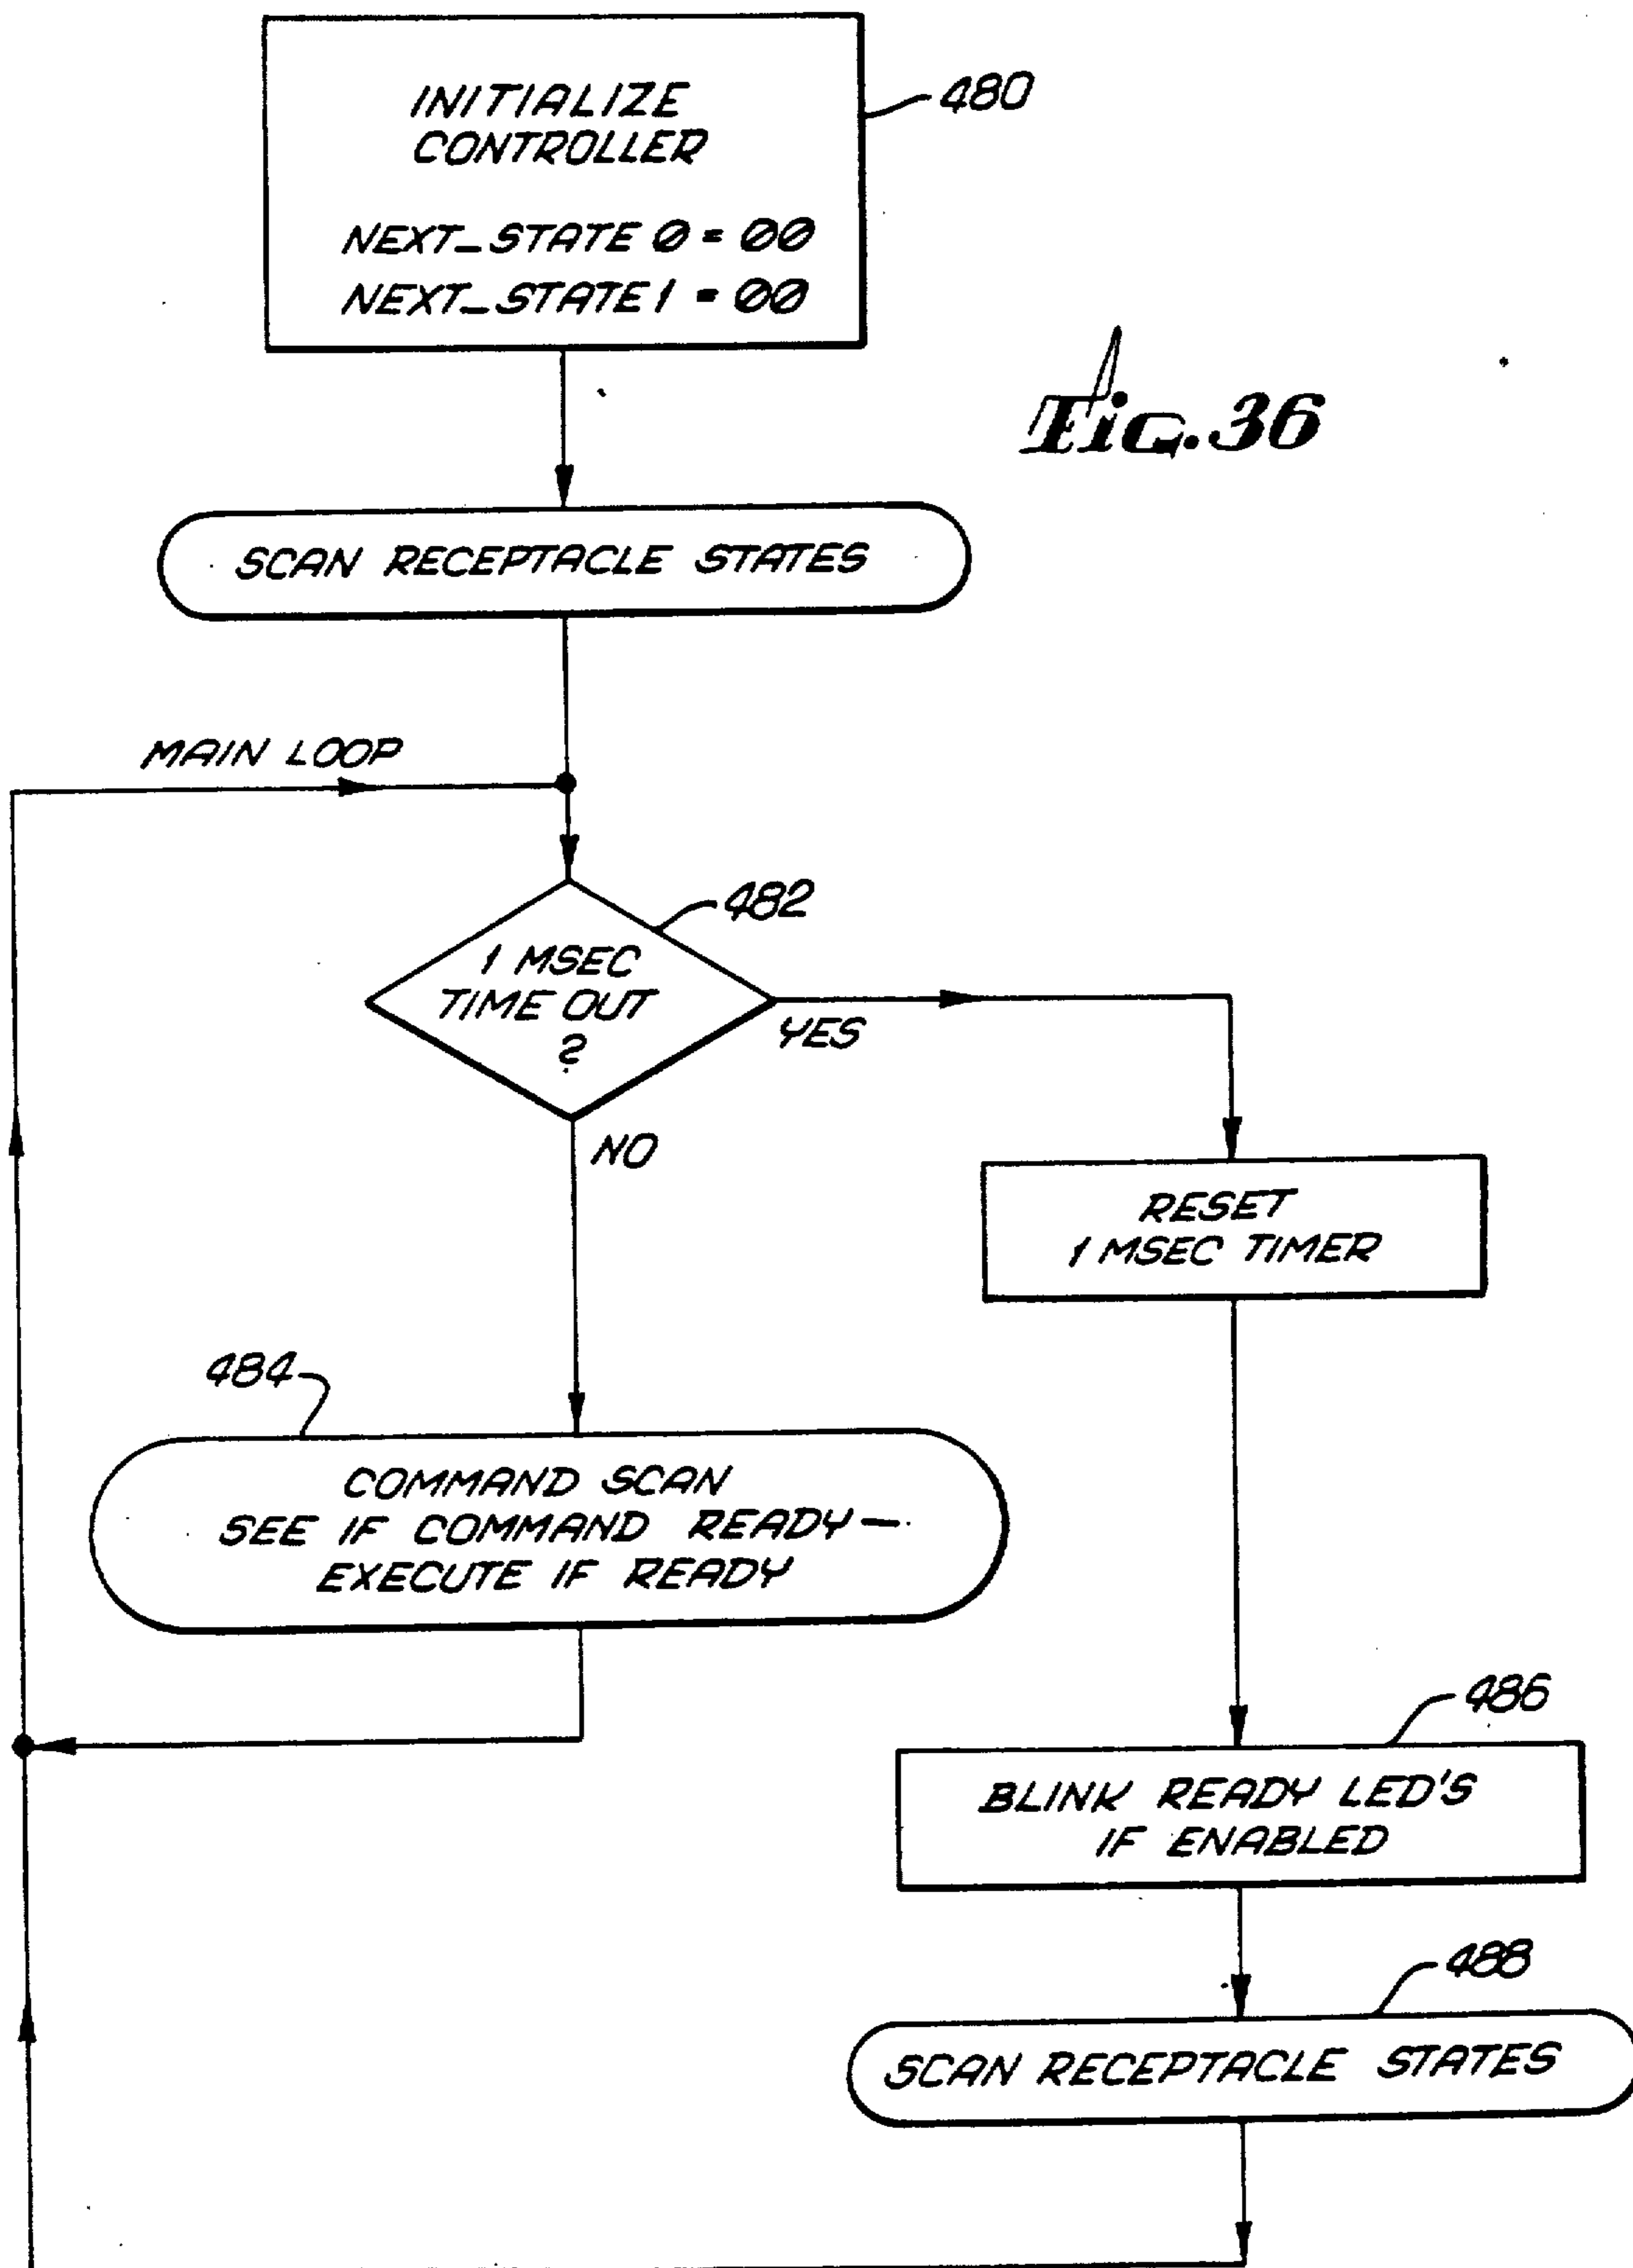 INITIALIZE
CONTROLLER
NEXT_STATE 0 = 00
NEXT_STATE 1 = 00
480
Fig. 36
SCAN RECEPTACLE STATES
MAIN LOOP
482
1 MSEC
TIME OUT
?
YES
NO
RESET
1 MSEC TIMER
484
COMMAND SCAN
SEE IF COMMAND READY —
EXECUTE IF READY
486
BLINK READY LED'S
IF ENABLED
488
SCAN RECEPTACLE STATES